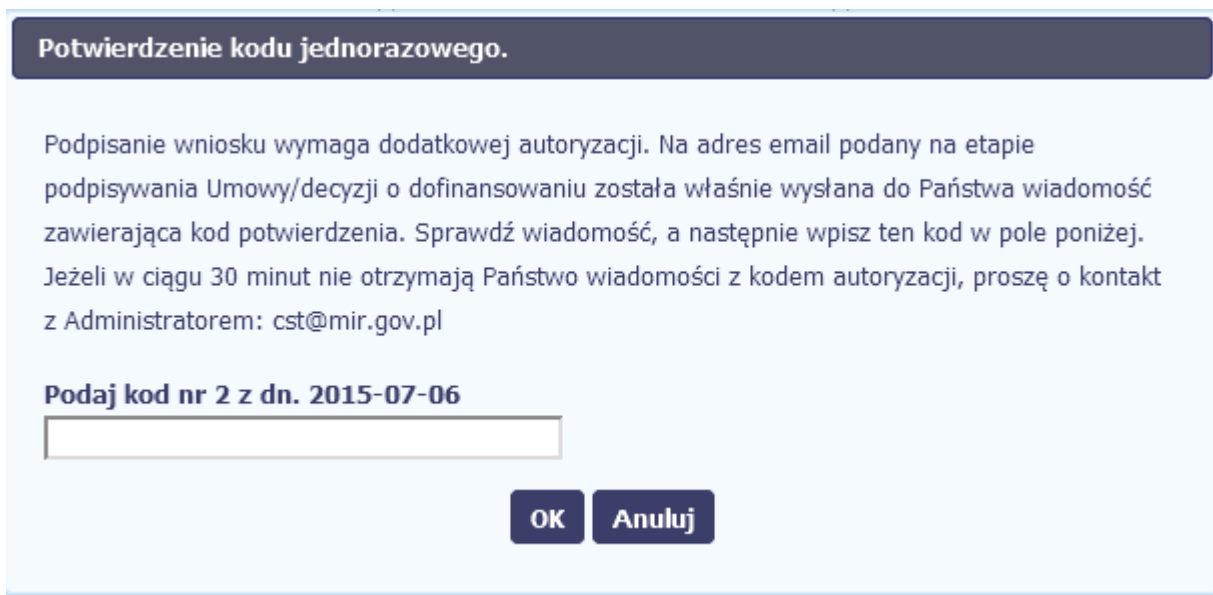 Potwierdzenie kodu jednorazowego.
Podpisanie wniosku wymaga dodatkowej autoryzacji. Na adres email podany na etapie
podpisywania Umowy/decyzji o dofinansowaniu została właśnie wysłana do Państwa wiadomość
zawierająca kod potwierdzenia. Sprawdź wiadomość, a następnie wpisz ten kod w pole poniżej.
Jeżeli w ciągu 30 minut nie otrzymają Państwo wiadomości z kodem autoryzacji, proszę o kontakt
z Administratorem: cst@mir.gov.pl
Podaj kod nr 2 z dn. 2015-07-06
OK Anuluj